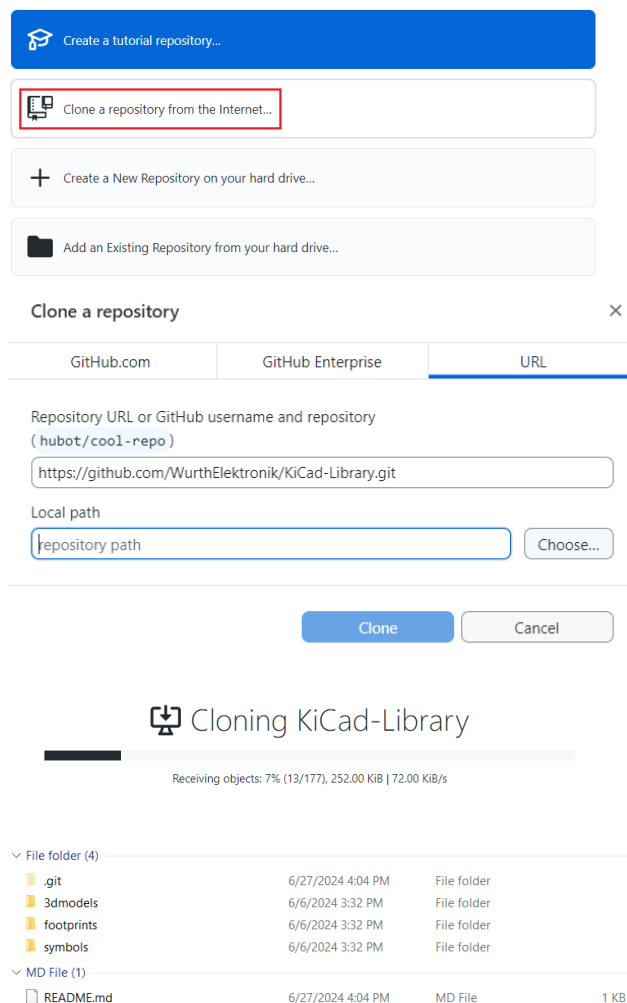 Create a tutorial repository...
Clone a repository from the Internet...
Create a New Repository on your hard drive...
Add an Existing Repository from your hard drive...
Clone a repository
GitHub.com GitHub Enterprise URL
Repository URL or GitHub username and repository
(hubot/cool-repo)
https://github.com/WurthElektronik/KiCad-Library.git
Local path
repository path Choose...
Clone Cancel
Cloning KiCad-Library
Receiving objects: 7% (13/177), 252.00 KiB | 72.00 KiB/s
File folder (4)
.git 6/27/2024 4:04 PM File folder
3dmodels 6/6/2024 3:32 PM File folder
footprints 6/6/2024 3:32 PM File folder
symbols 6/6/2024 3:32 PM File folder
MD File (1)
README.md 6/27/2024 4:04 PM MD File 1 KB